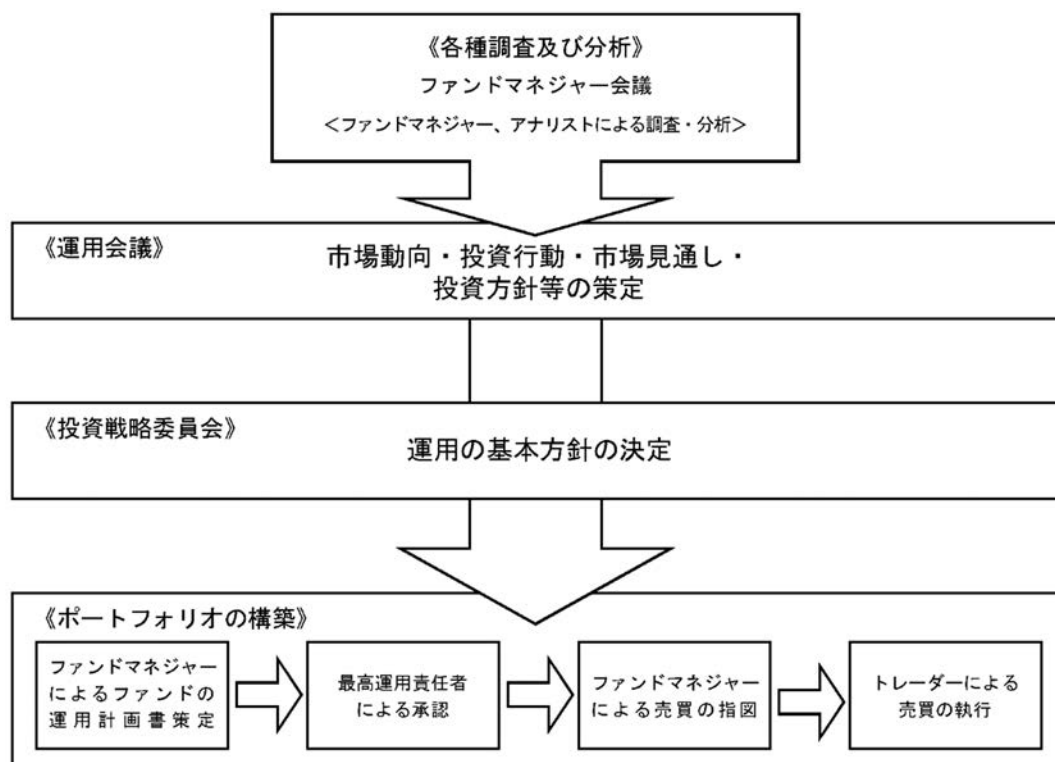 《各種調査及び分析》
ファンドマネジャー会議
＜ファンドマネジャー、アナリストによる調査・分析＞
《運用会議》
市場動向・投資行動・市場見通し・
投資方針等の策定
《投資戦略委員会》
運用の基本方針の決定
《ポートフォリオの構築》
ファンドマネジャー
によるファンドの
運用計画書策定
最高運用責任者
による承認
ファンドマネジャー
による売買の指図
トレーダーによる
売買の執行